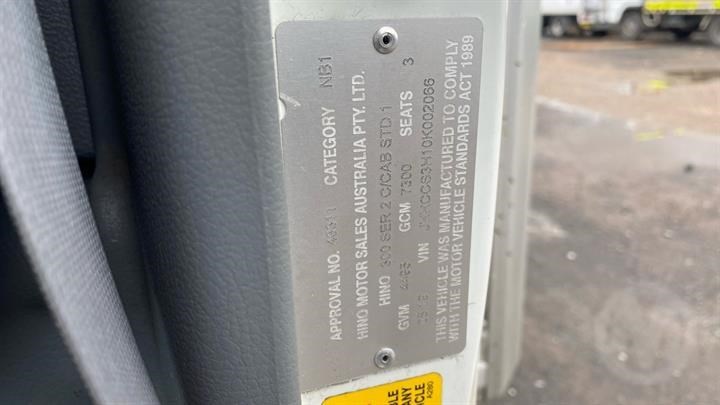 APPROVAL NO. CATEGORY NB1
HINO MOTOR SALES AUSTRALIA PTY. LTD.
HINO 300 SER 2 C/CAB STD 1
GVM GCM 7300 SEATS 3
VIN
THIS VEHICLE WAS MANUFACTURED TO COMPLY
WITH THE MOTOR VEHICLE STANDARDS ACT 1989
A280